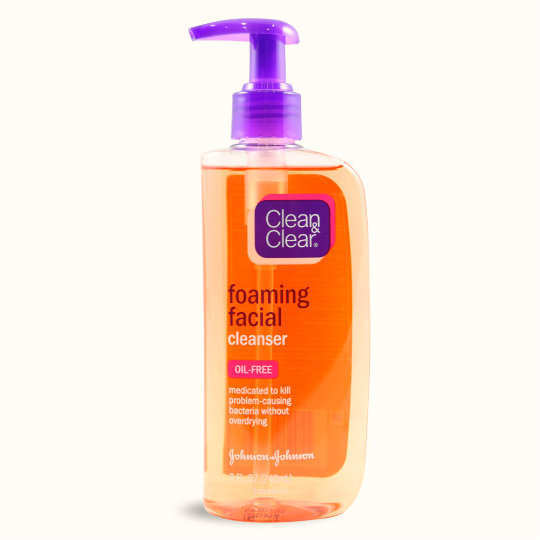 Clean
&
Clear®
foaming
facial
cleanser
OIL-FREE
medicated to kill
problem-causing
bacteria without
overdrying
Johnson & Johnson